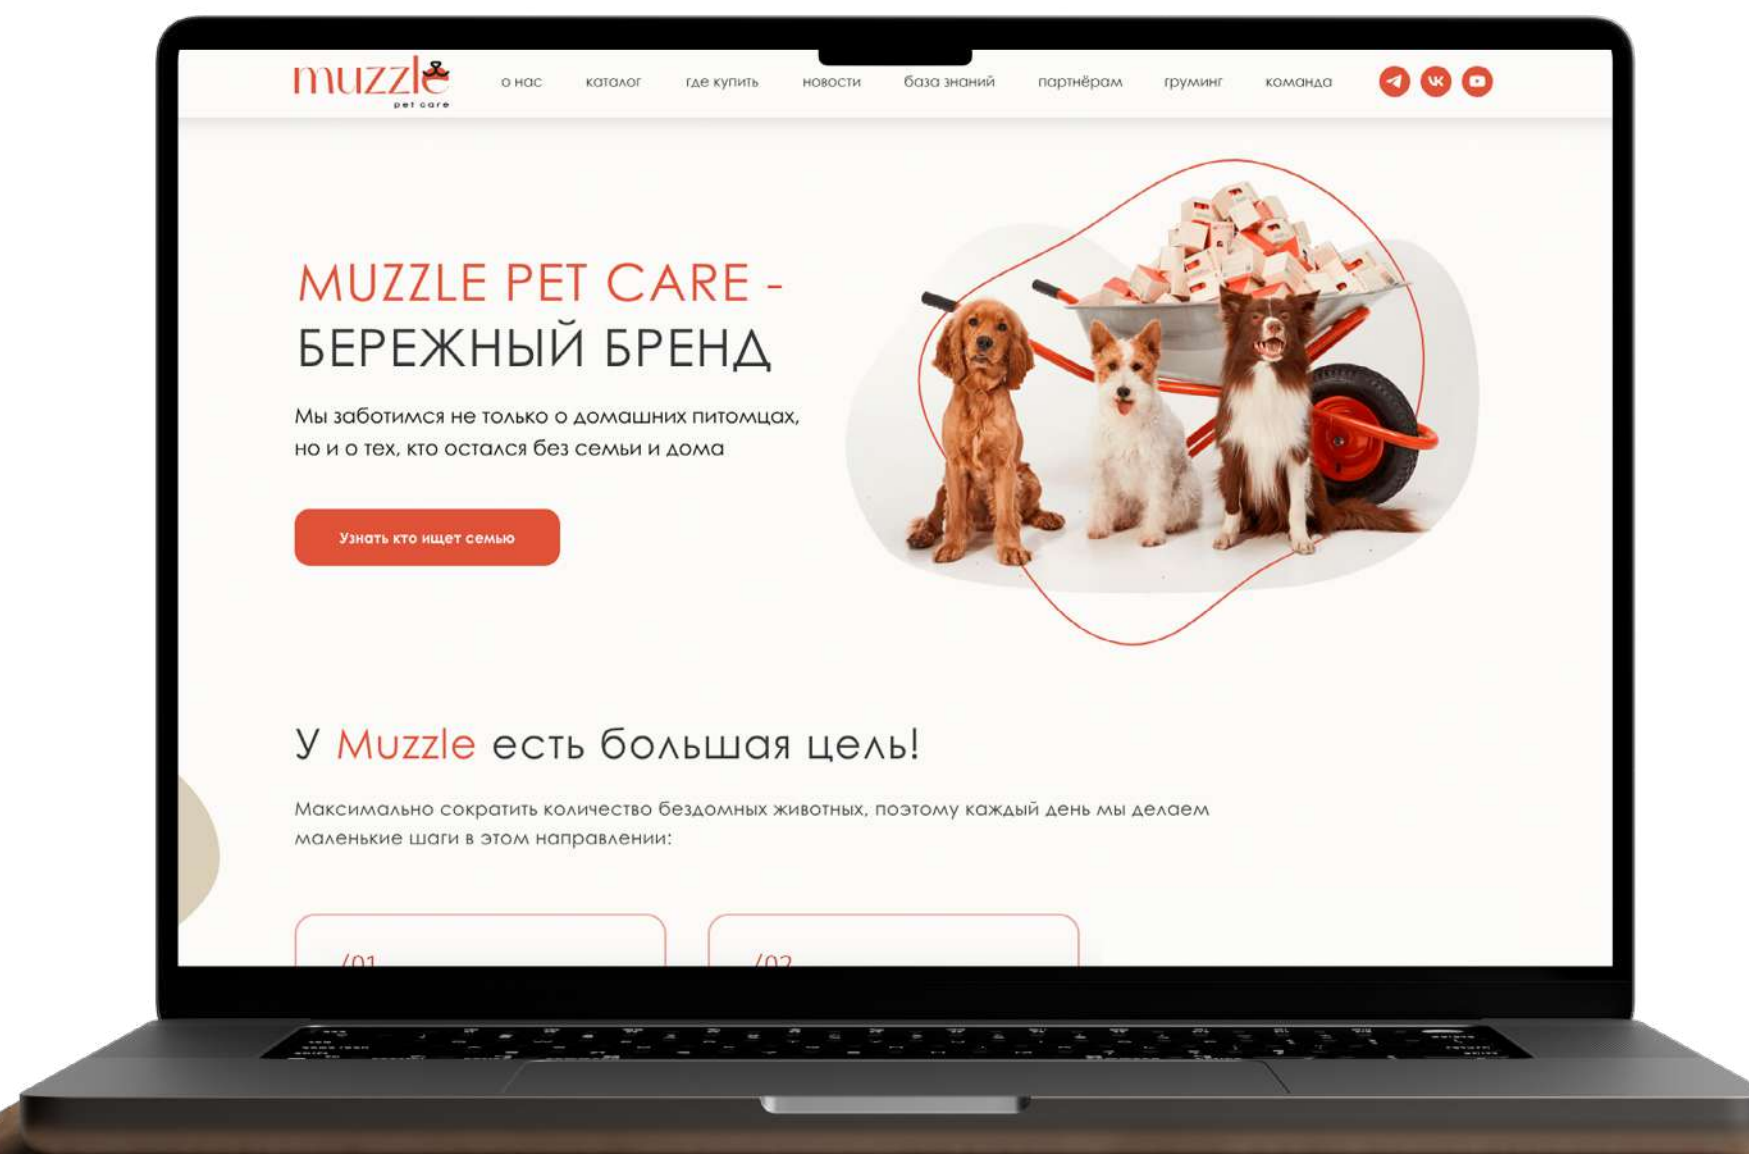 muzzle
pet care
о нас
каталог
где купить
новости
база знаний
партнёрам
груминг
команда
MUZZLE PET CARE -
БЕРЕЖНЫЙ БРЕНД
Мы заботимся не только о домашних питомцах,
но и о тех, кто остался без семьи и дома
Узнать кто ищет семью
У Muzzle есть большая цель!
Максимально сократить количество бездомных животных, поэтому каждый день мы делаем
маленькие шаги в этом направлении:
/01
/02